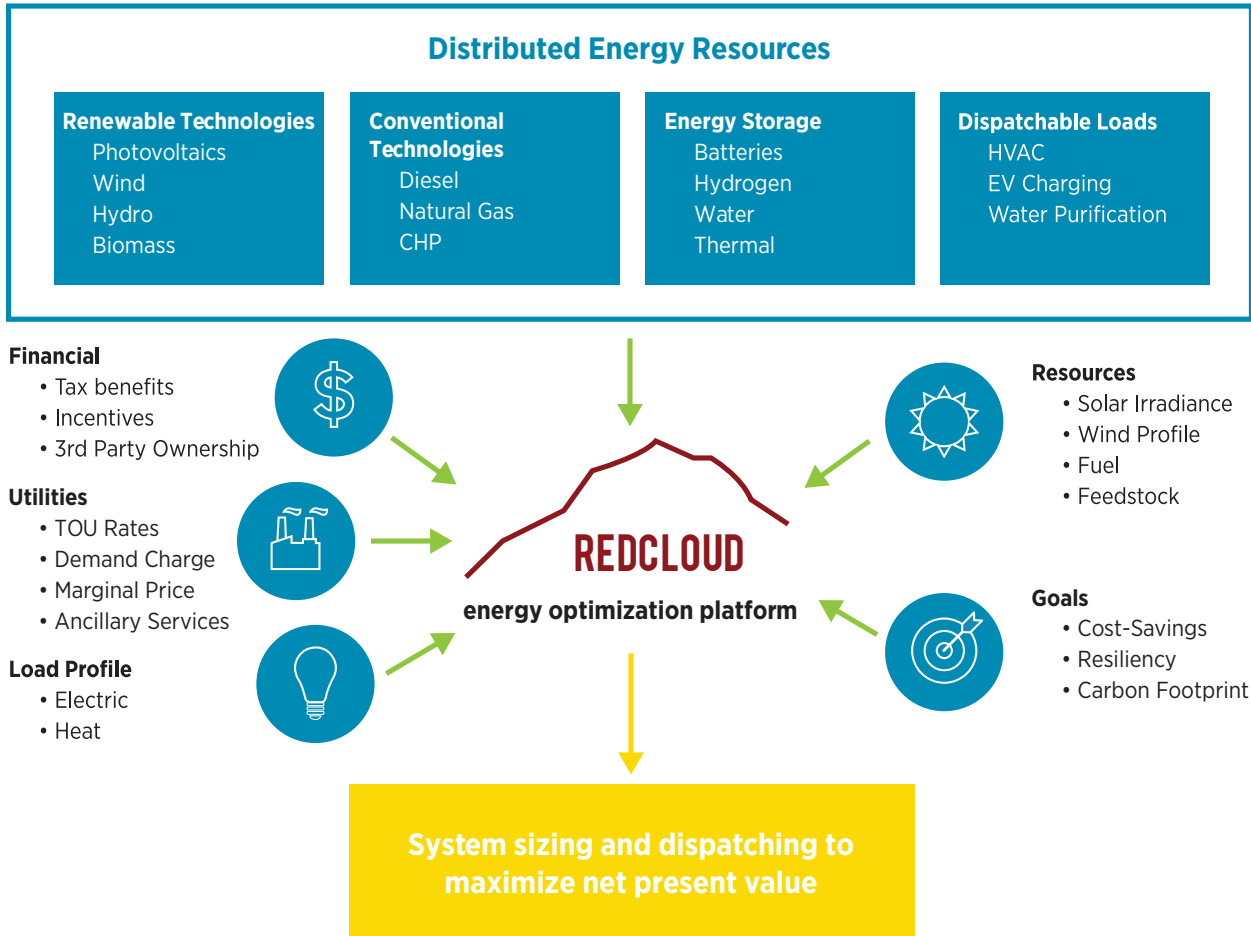 Distributed Energy Resources
Renewable Technologies
Photovoltaics
Wind
Hydro
Biomass
Conventional
Technologies
Diesel
Natural Gas
CHP
Energy Storage
Batteries
Hydrogen
Water
Thermal
Dispatchable Loads
HVAC
EV Charging
Water Purification
Financial
• Tax benefits
• Incentives
• 3rd Party Ownership
Utilities
• TOU Rates
• Demand Charge
• Marginal Price
• Ancillary Services
Load Profile
• Electric
• Heat
$
REDCLOUD
energy optimization platform
Resources
• Solar Irradiance
• Wind Profile
• Fuel
• Feedstock
Goals
• Cost-Savings
• Resiliency
• Carbon Footprint
System sizing and dispatching to
maximize net present value